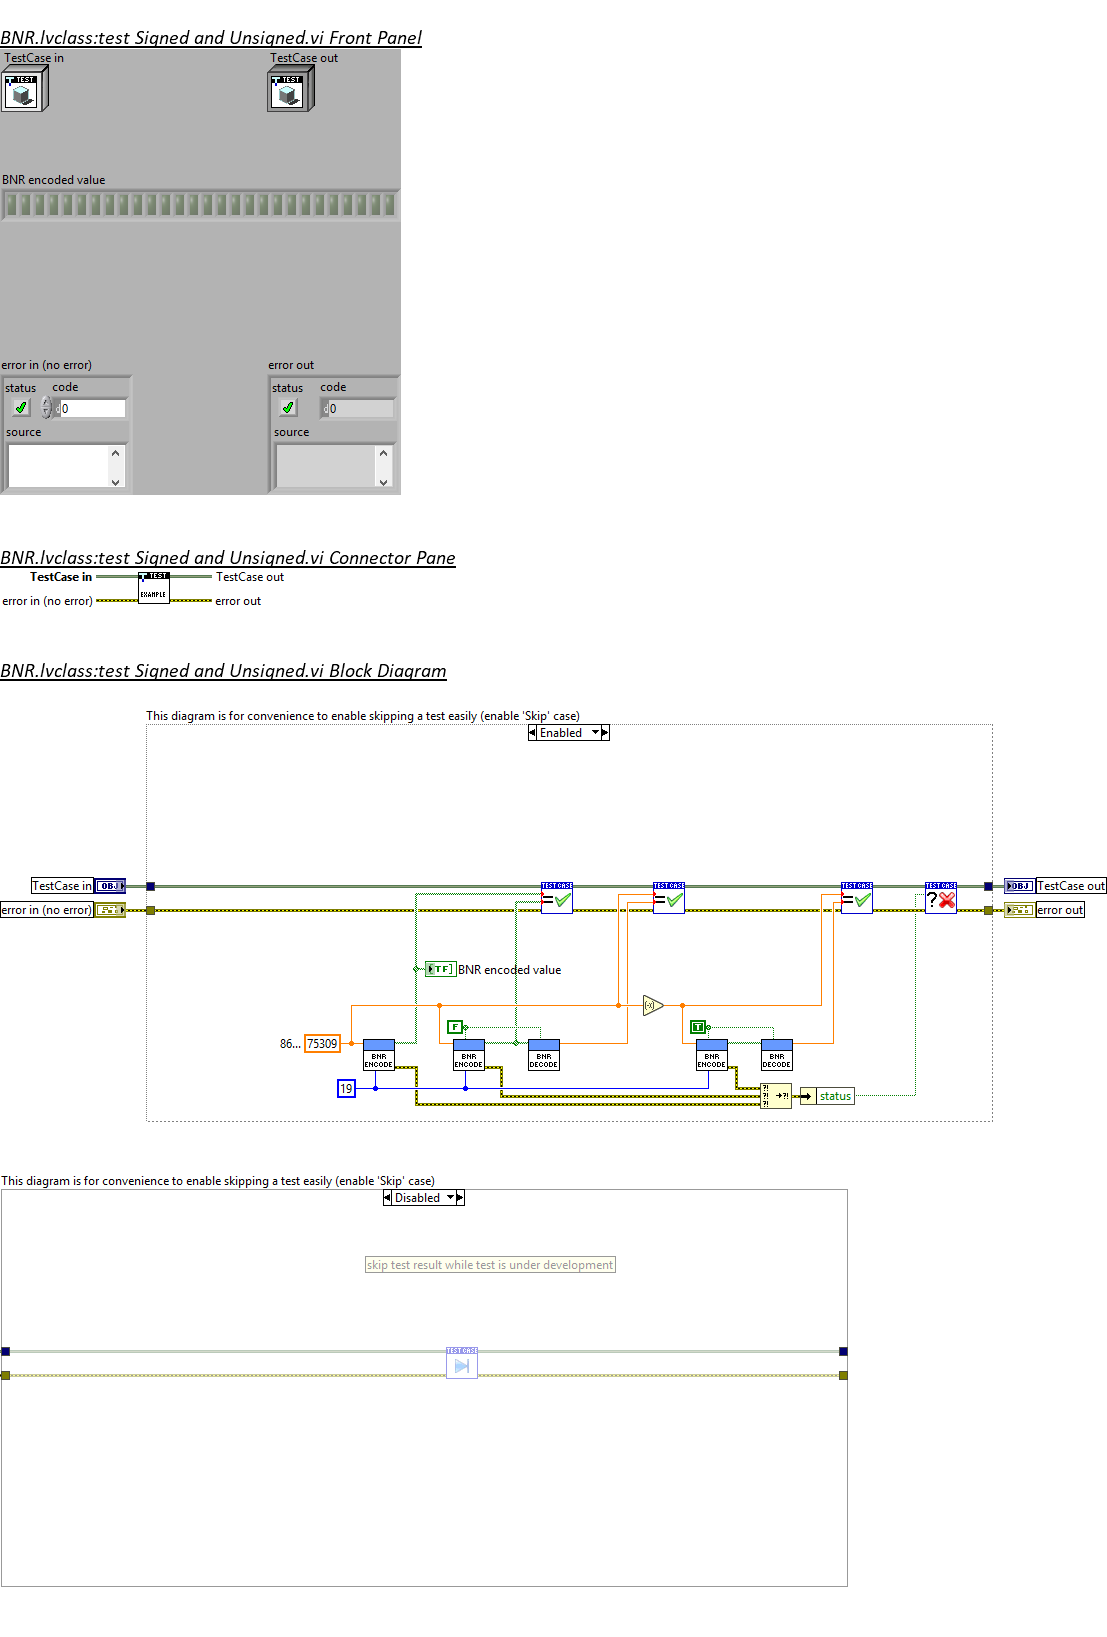 BNR.lvclass:test Signed and Unsigned.vi Front Panel
TestCase in
TestCase out
TEST
TEST
BNR encoded value
error in (no error)
error out
status
code
status
code
0
0
source
source
BNR.lvclass:test Signed and Unsigned.vi Connector Pane
TestCase in
TEST
TestCase out
error in (no error)
EXAMPLE
error out
BNR.lvclass:test Signed and Unsigned.vi Block Diagram
This diagram is for convenience to enable skipping a test easily (enable 'Skip' case)
Enabled
TestCase in
OBJ
TEST CASE
TEST CASE
TEST CASE
TEST CASE
OBJ
TestCase out
error in (no error)
=
=
=
?
error out
TF
BNR encoded value
F
T
86...
75309
BNR
ENCODE
BNR
ENCODE
BNR
DECODE
BNR
ENCODE
BNR
DECODE
19
?!
?!
?!
?!
status
This diagram is for convenience to enable skipping a test easily (enable 'Skip' case)
Disabled
skip test result while test is under development
TEST CASE